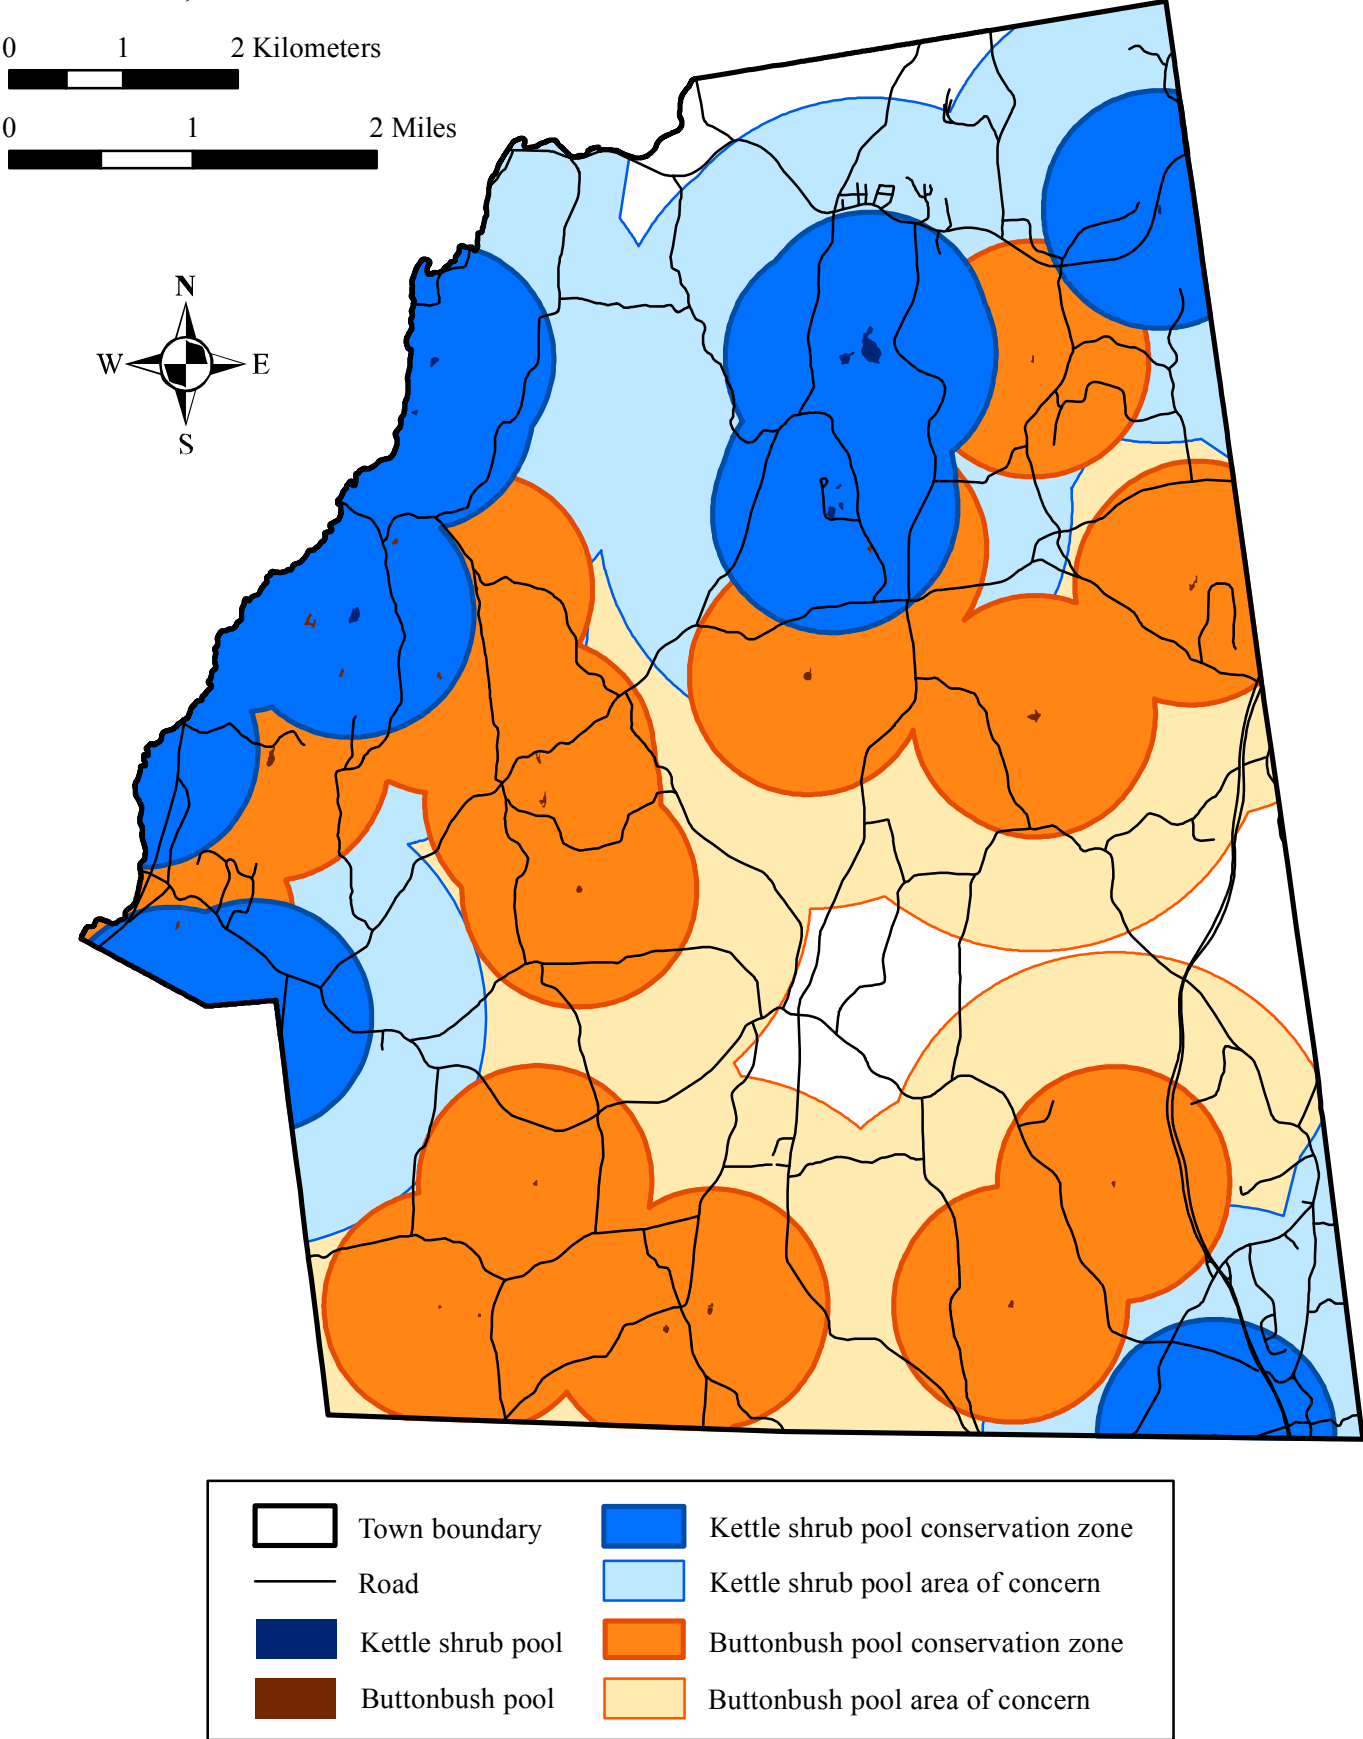 0 1 2 Kilometers
0 1 2 Miles
N
W E
S
Town boundary
Road
Kettle shrub pool
Buttonbush pool
Kettle shrub pool conservation zone
Kettle shrub pool area of concern
Buttonbush pool conservation zone
Buttonbush pool area of concern